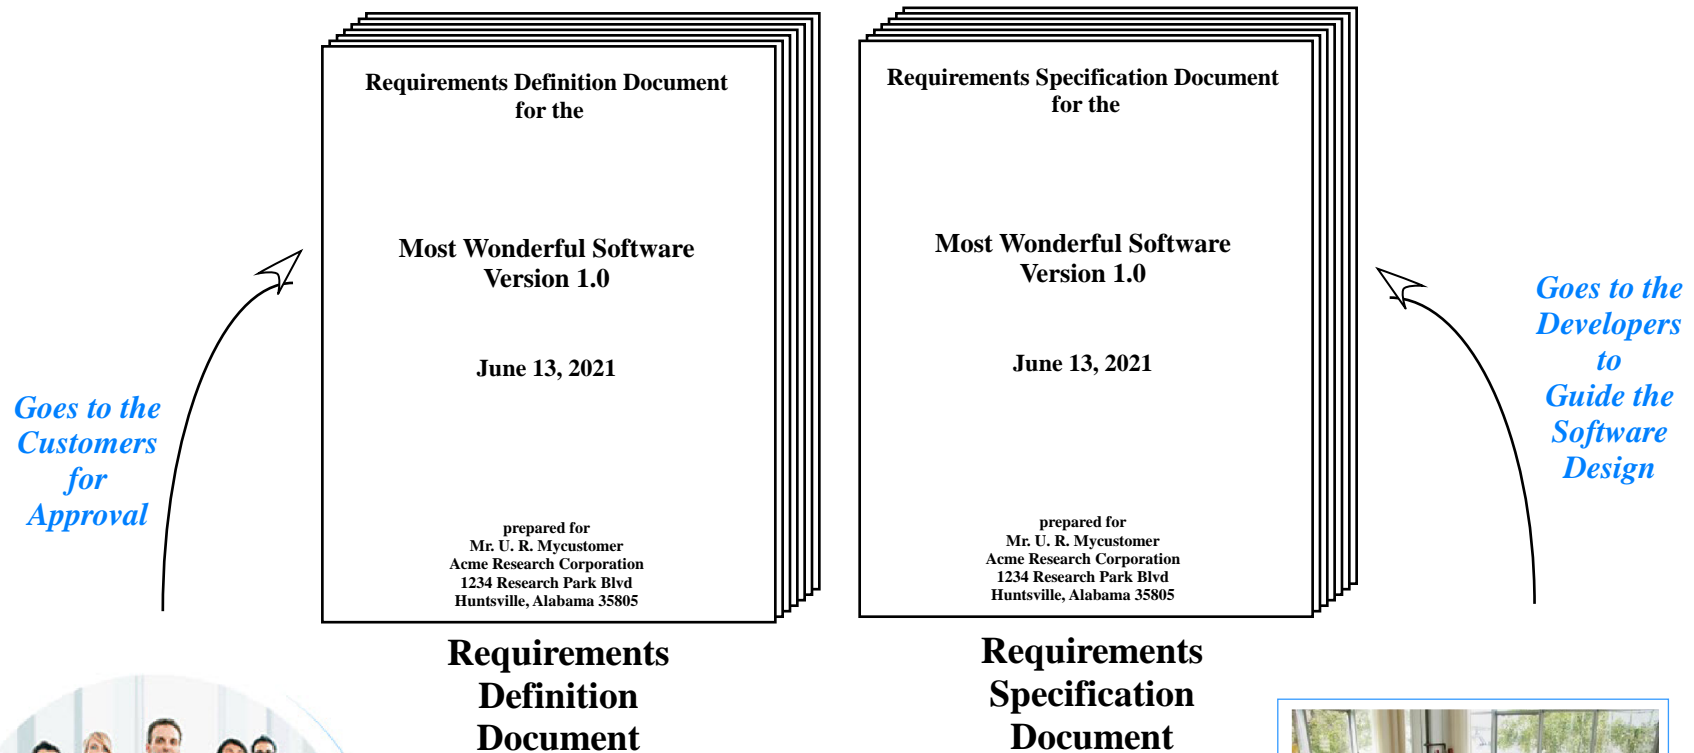 Requirements Definition Document
for the
Most Wonderful Software
Version 1.0
June 13, 2021
prepared for
Mr. U. R. Mycustomer
Acme Research Corporation
1234 Research Park Blvd
Huntsville, Alabama 35805
Requirements Specification Document
for the
Most Wonderful Software
Version 1.0
June 13, 2021
prepared for
Mr. U. R. Mycustomer
Acme Research Corporation
1234 Research Park Blvd
Huntsville, Alabama 35805
Goes to the
Customers
for
Approval
Goes to the
Developers
to
Guide the
Software
Design
Requirements
Definition
Document
Requirements
Specification
Document